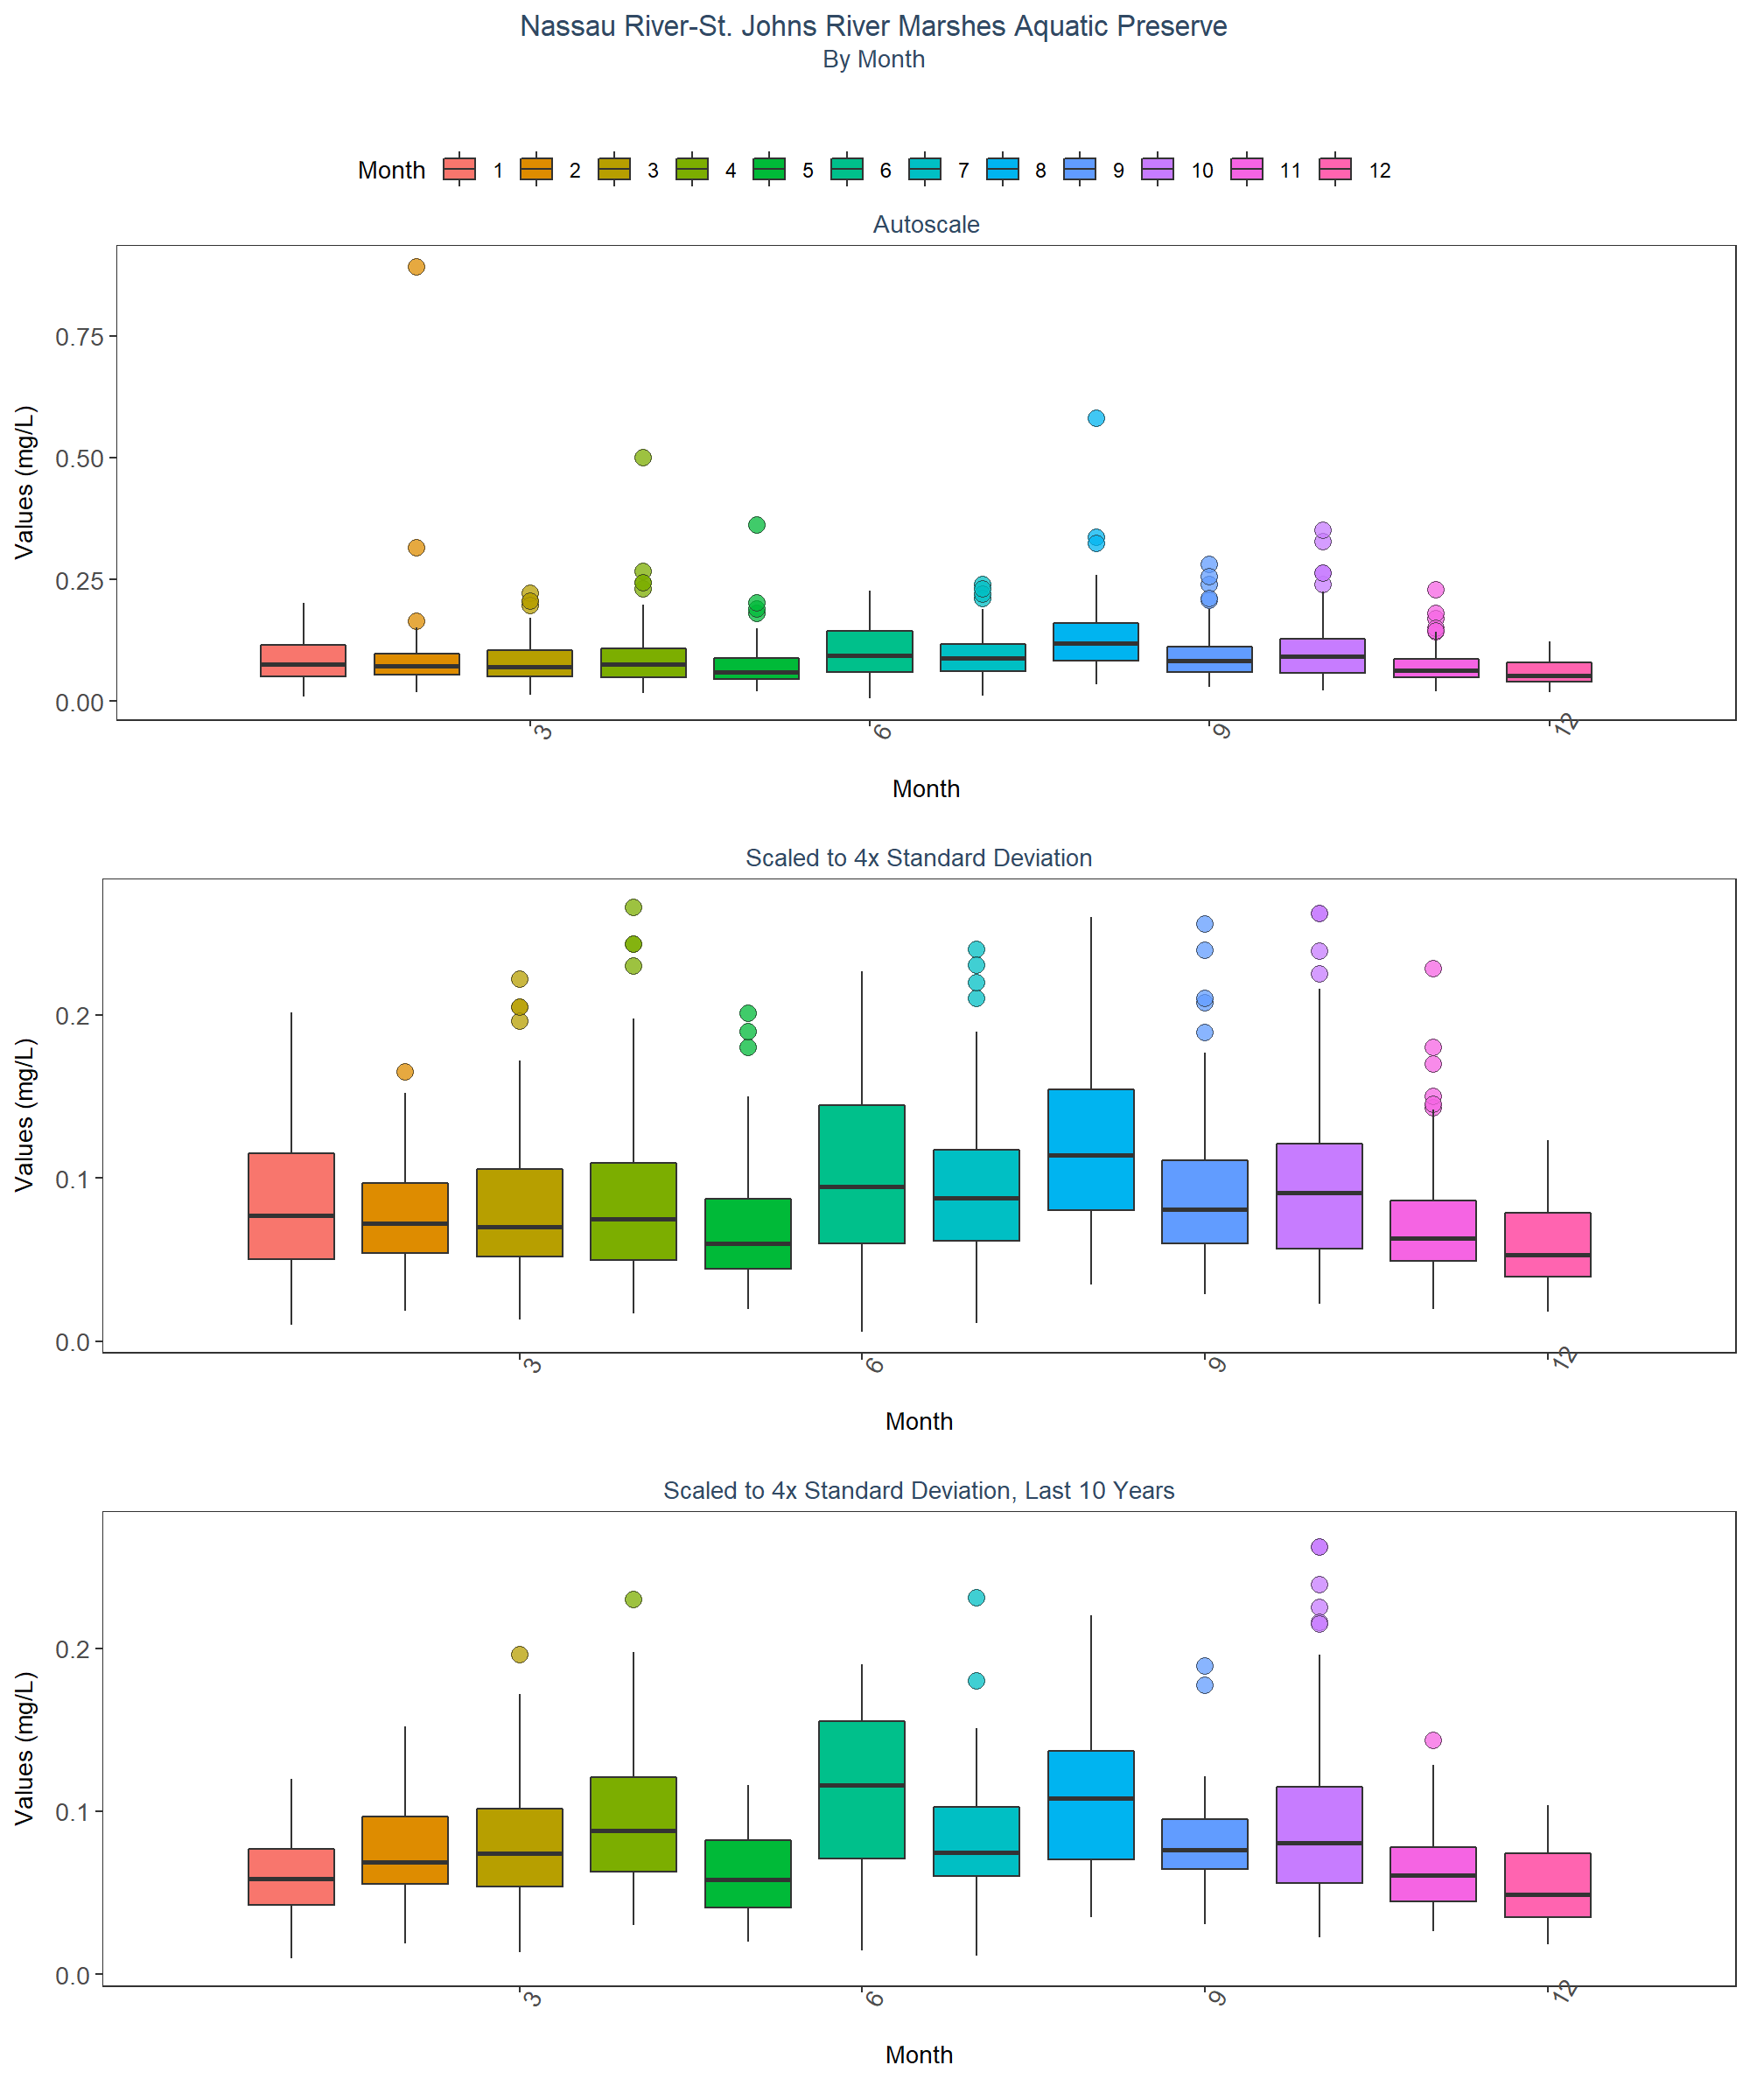 Nassau River-St. Johns River Marshes Aquatic Preserve
By Month
Month 1 2 3 4 5 6 7 8 9 10 11 12
Autoscale
Values (mg/L)
0.75
0.50
0.25
0.00
3 6 9 12
Month
Scaled to 4x Standard Deviation
Values (mg/L)
0.2
0.1
0.0
3 6 9 12
Month
Scaled to 4x Standard Deviation, Last 10 Years
Values (mg/L)
0.2
0.1
0.0
3 6 9 12
Month